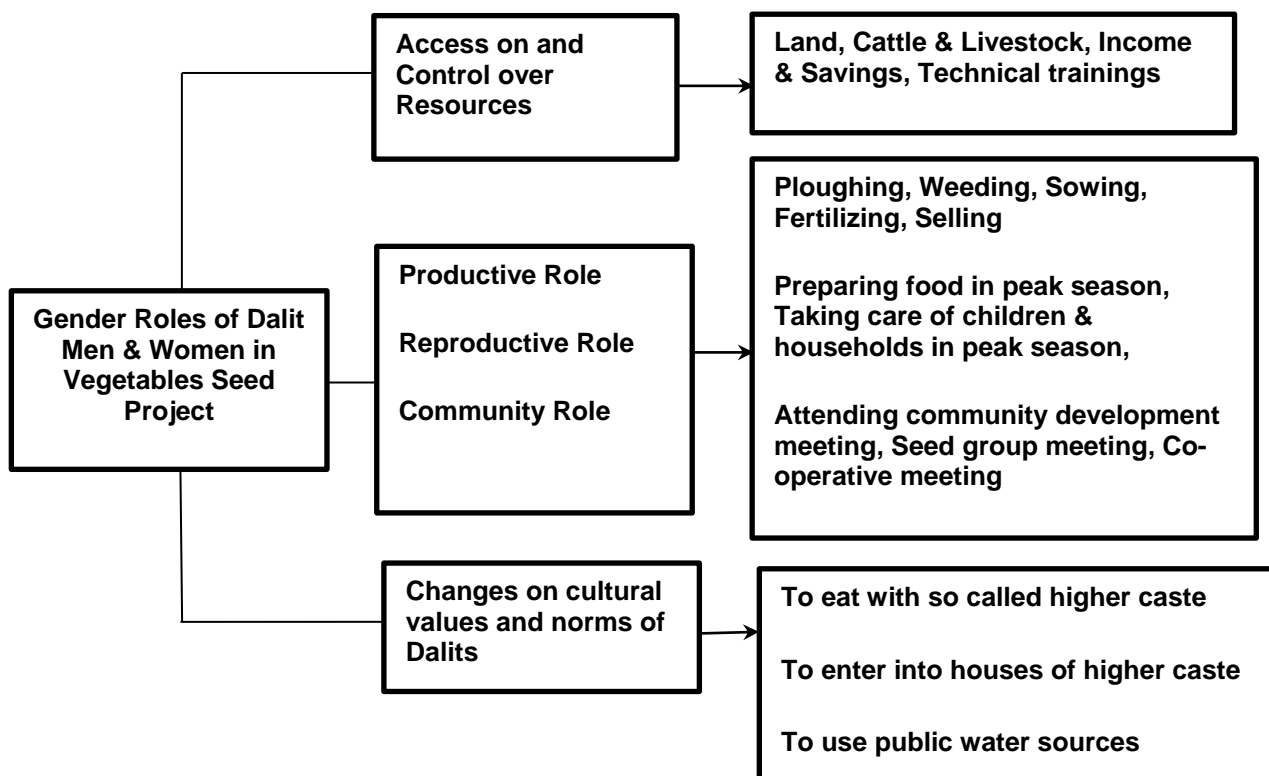 Access on and
Control over
Resources
Land, Cattle & Livestock, Income
& Savings, Technical trainings
Gender Roles of Dalit
Men & Women in
Vegetables Seed
Project
Productive Role
Reproductive Role
Community Role
Ploughing, Weeding, Sowing,
Fertilizing, Selling
Preparing food in peak season,
Taking care of children &
households in peak season,
Attending community development
meeting, Seed group meeting, Co-
operative meeting
Changes on cultural
values and norms of
Dalits
To eat with so called higher caste
To enter into houses of higher caste
To use public water sources